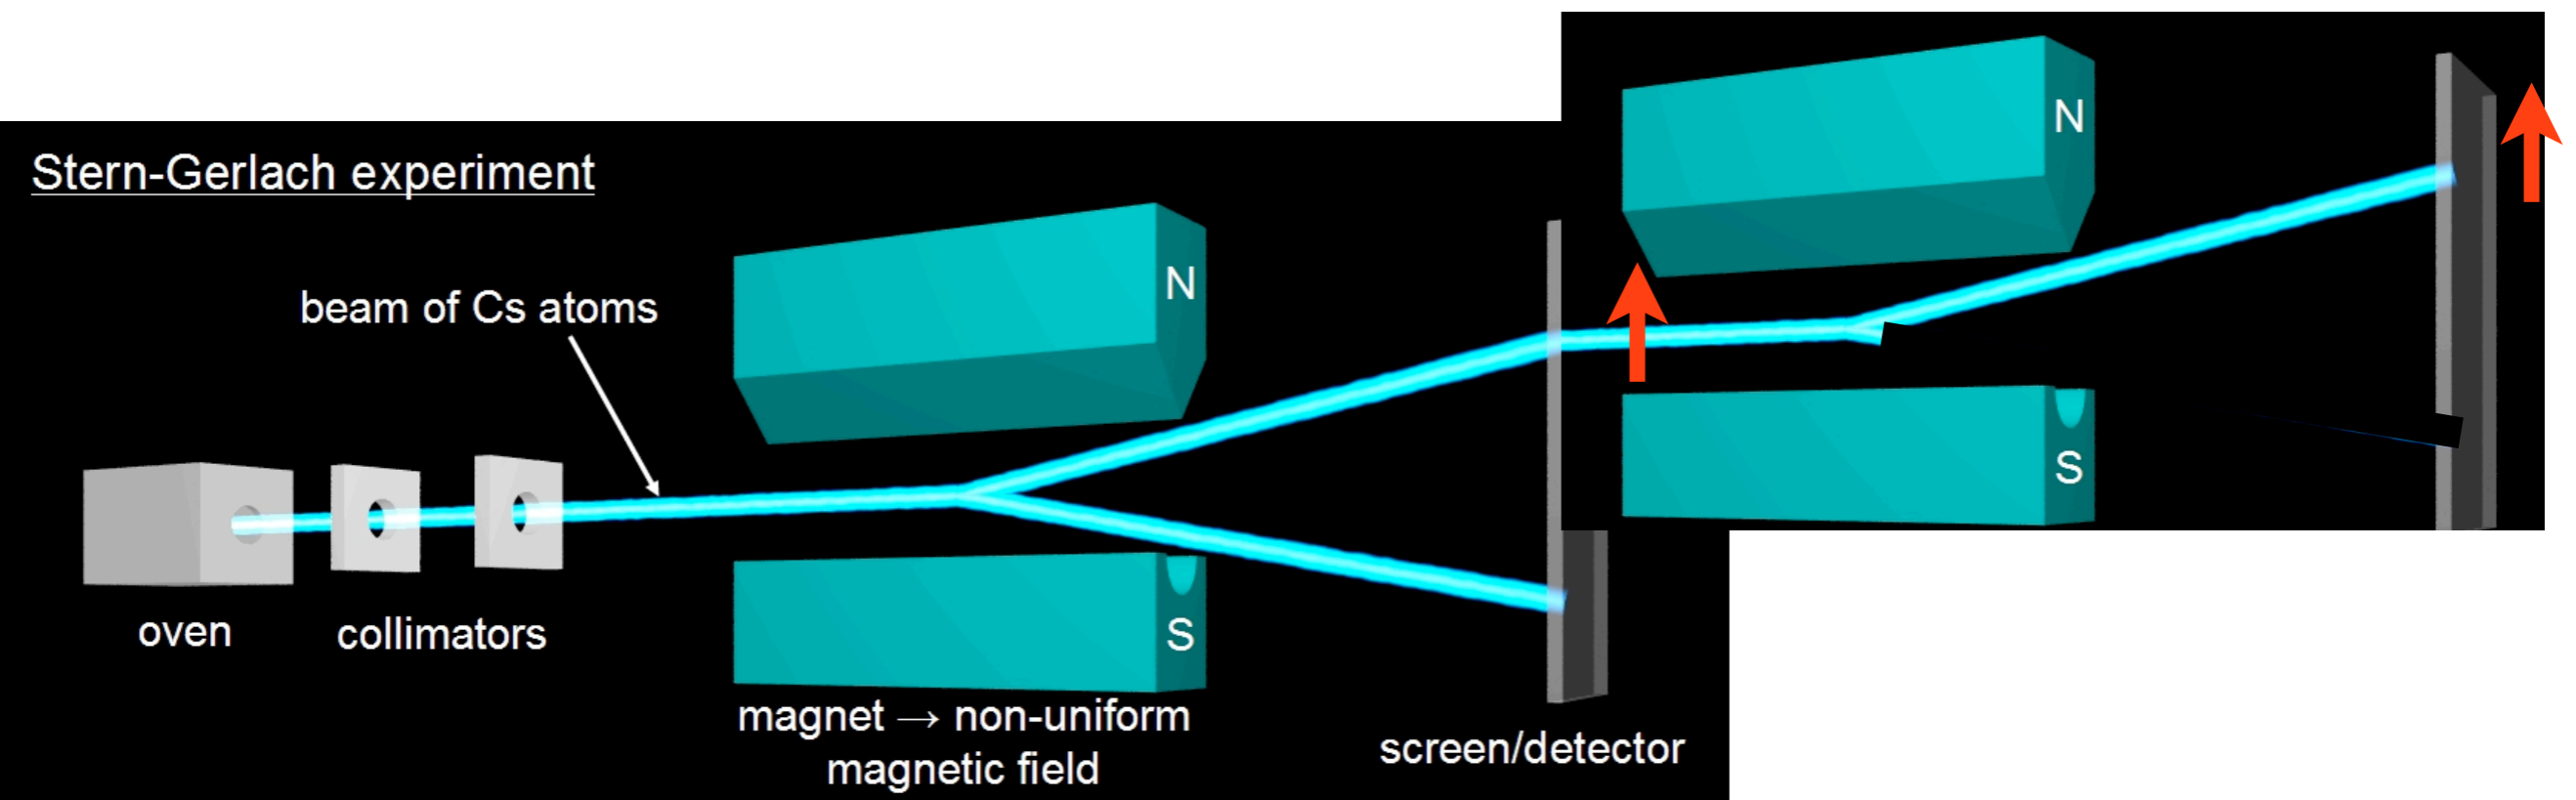 Stern-Gerlach experiment
beam of Cs atoms
oven
collimators
N
S
magnet → non-uniform
magnetic field
screen/detector
N
S